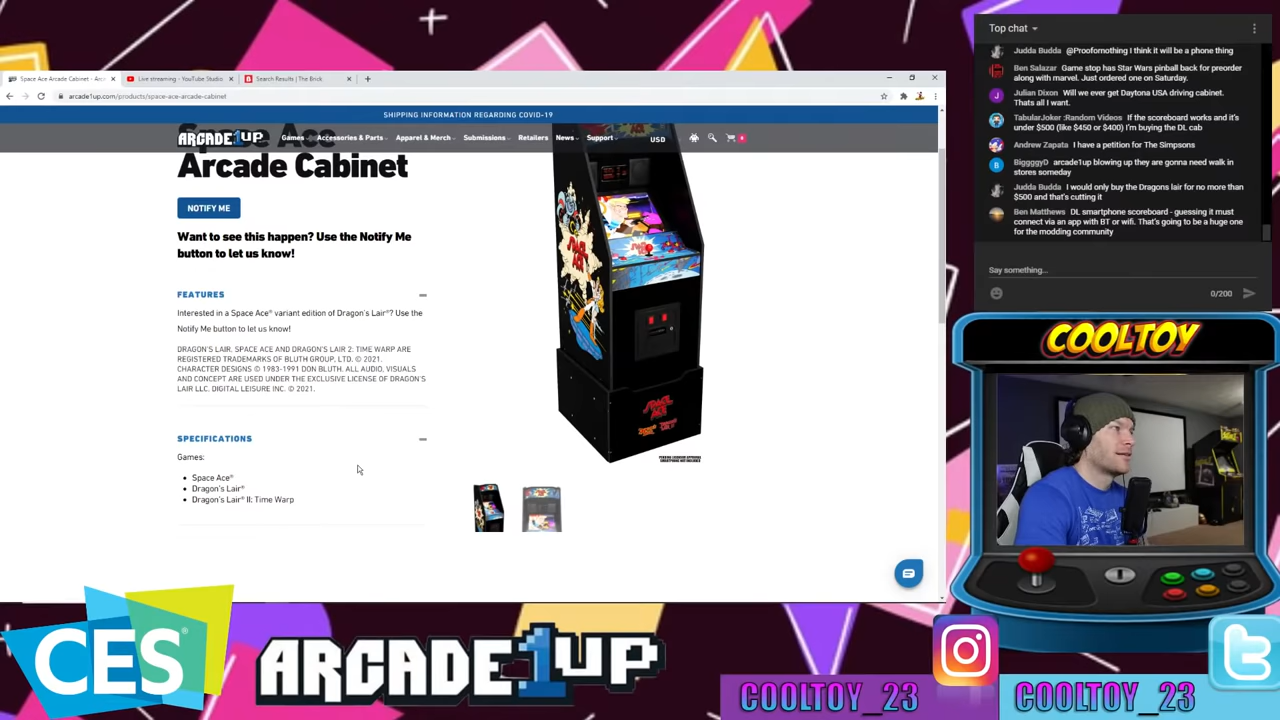 Space Ace Arcade Cabinet - Arc
Live streaming - YouTube Studio
Search Results | The Brick
arcade1up.com/products/space-ace-arcade-cabinet
SHIPPING INFORMATION REGARDING COVID-19
ARCADE1UP
Games
Accessories & Parts
Apparel & Merch
Submissions
Retailers
News
Support
USD
0
Space Ace
Arcade Cabinet
NOTIFY ME
Want to see this happen? Use the Notify Me
button to let us know!
FEATURES
Interested in a Space Ace® variant edition of Dragon's Lair®? Use the
Notify Me button to let us know!
DRAGON'S LAIR, SPACE ACE AND DRAGON'S LAIR 2: TIME WARP ARE
REGISTERED TRADEMARKS OF BLUTH GROUP, LTD. © 2021.
CHARACTER DESIGNS © 1983-1991 DON BLUTH. ALL AUDIO, VISUALS
AND CONCEPT ARE USED UNDER THE EXCLUSIVE LICENSE OF DRAGON'S
LAIR LLC. DIGITAL LEISURE INC. © 2021.
SPECIFICATIONS
Games:
Space Ace®
Dragon's Lair®
Dragon's Lair® II: Time Warp
SPACE ACE
SPACE ACE
Top chat
Judda Budda @Proofornothing I think it will be a phone thing
Ben Salazar Game stop has Star Wars pinball back for preorder
along with marvel. Just ordered one on Saturday.
Julian Dixon Will we ever get Daytona USA driving cabinet.
Thats all I want.
TabularJoker :Random Videos If the scoreboard works and it's
under $500 (like $450 or $400) I'm buying the DL cab
Andrew Zapata I have a petition for The Simpsons
BiggggyD arcade1up blowing up they are gonna need walk in
stores someday
Judda Budda I would only buy the Dragons lair for no more than
$500 and that's cutting it
Ben Matthews DL smartphone scoreboard - guessing it must
connect via an app with BT or wifi. That's going to be a huge one
for the modding community
Say something...
0/200
COOLTOY
CES®
ARCADE1UP
COOLTOY_23
COOLTOY_23